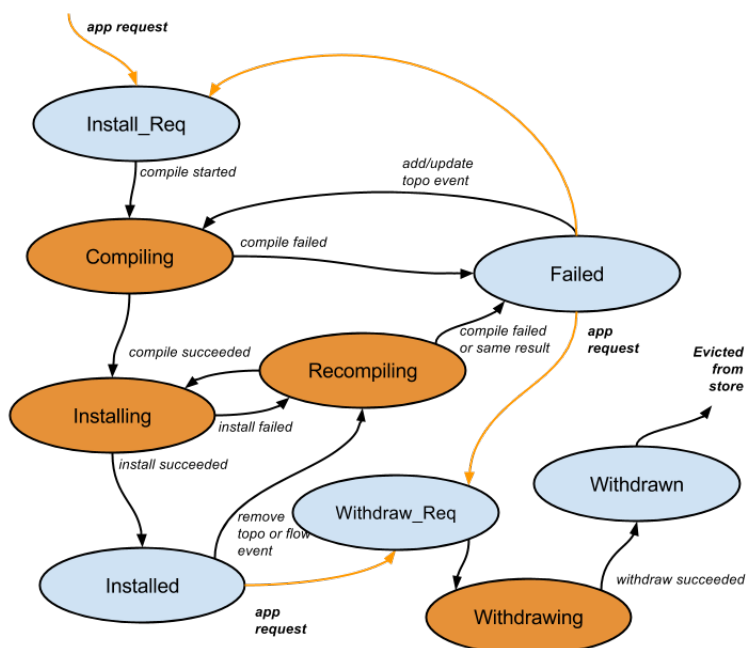 app request
Install_Req
compile started
add/update
topo event
Compiling
compile failed
Failed
compile succeeded
Recompiling
compile failed
or same result
app
request
Evicted
from
store
Installing
install failed
install succeeded
Withdrawn
remove
topo or flow
event
Withdraw_Req
Installed
app
request
Withdrawing
withdraw succeeded